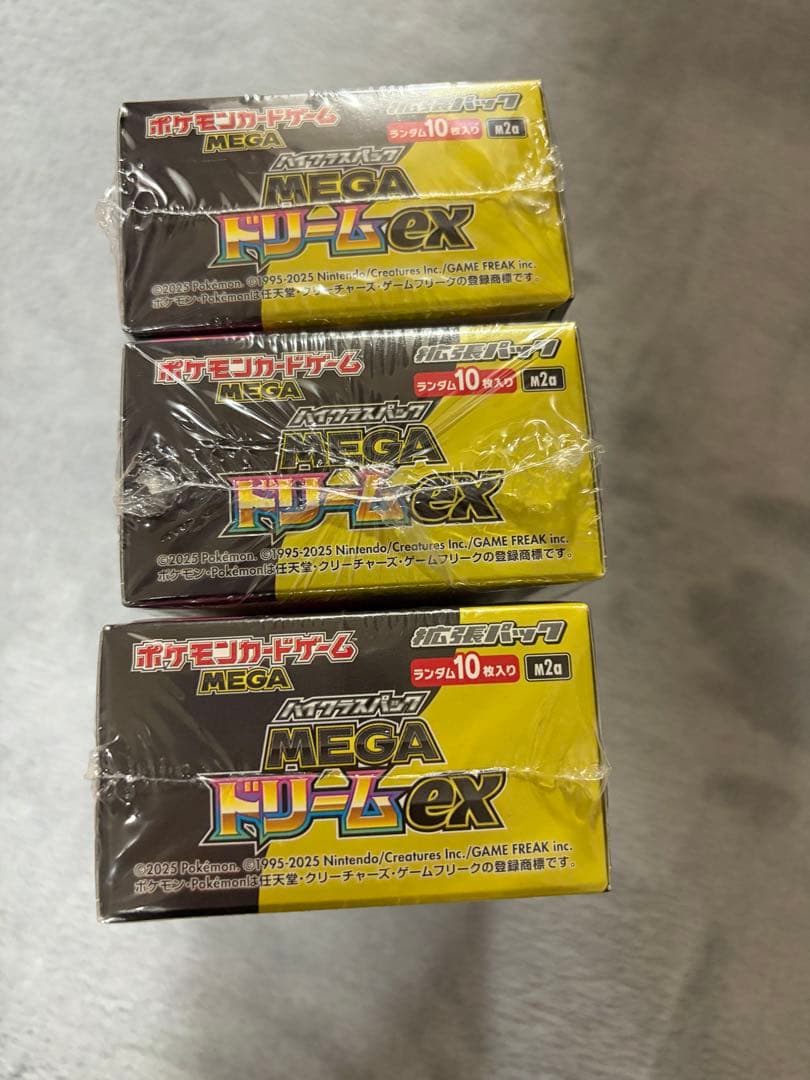 ポケモンカードゲーム
MEGA
拡張パック
ランダム10枚入り M2a
ハイクラスパック
MEGA
ドリームex
©2025 Pokémon. ©1995-2025 Nintendo/Creatures Inc./GAME FREAK inc.
ポケモン・Pokémonは任天堂・クリーチャーズ・ゲームフリークの登録商標です。
ポケモンカードゲーム
MEGA
拡張パック
ランダム10枚入り M2a
ハイクラスパック
MEGA
ドリームex
©2025 Pokémon. ©1995-2025 Nintendo/Creatures Inc./GAME FREAK inc.
ポケモン・Pokémonは任天堂・クリーチャーズ・ゲームフリークの登録商標です。
ポケモンカードゲーム
MEGA
拡張パック
ランダム10枚入り M2a
ハイクラスパック
MEGA
ドリームex
©2025 Pokémon. ©1995-2025 Nintendo/Creatures Inc./GAME FREAK inc.
ポケモン・Pokémonは任天堂・クリーチャーズ・ゲームフリークの登録商標です。